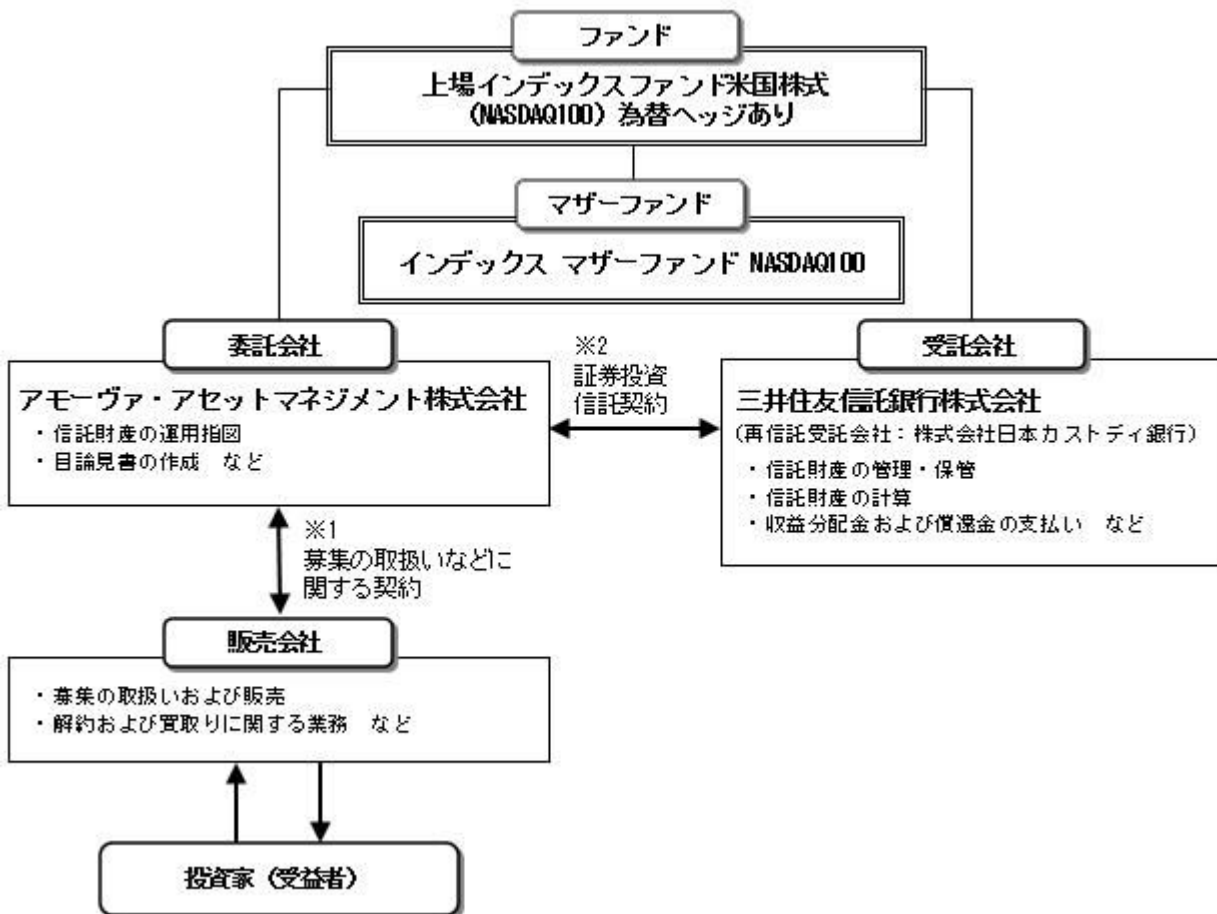 ファンド
上場インデックスファンド米国株式
(NASDAQ100) 為替ヘッジあり
マザーファンド
インデックス マザーファンド NASDAQ100
委託会社
アモーヴァ・アセットマネジメント株式会社
・信託財産の運用指図
・目論見書の作成 など
※2
証券投資
信託契約
受託会社
三井住友信託銀行株式会社
(再信託受託会社：株式会社日本カストディ銀行)
・信託財産の管理・保管
・信託財産の計算
・収益分配金および償還金の支払い など
※1
募集の取扱いなどに
関する契約
販売会社
・募集の取扱いおよび販売
・解約および買取りに関する業務 など
投資家 (受益者)